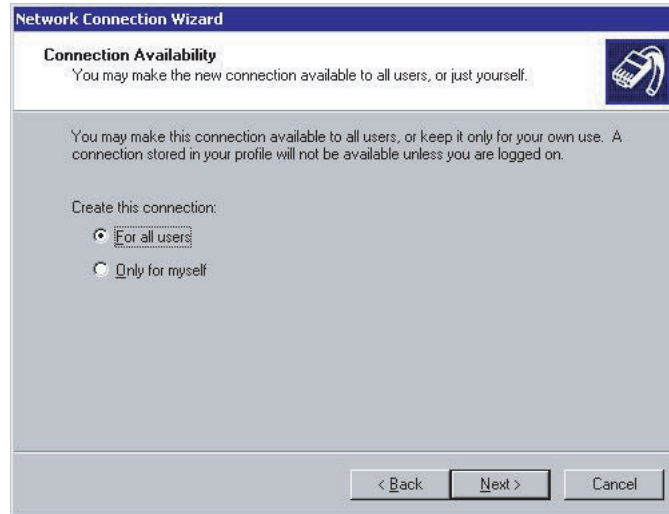 Network Connection Wizard
Connection Availability
You may make the new connection available to all users, or just yourself.
You may make this connection available to all users, or keep it only for your own use. A
connection stored in your profile will not be available unless you are logged on.
Create this connection:
For all users
Only for myself
< Back Next > Cancel